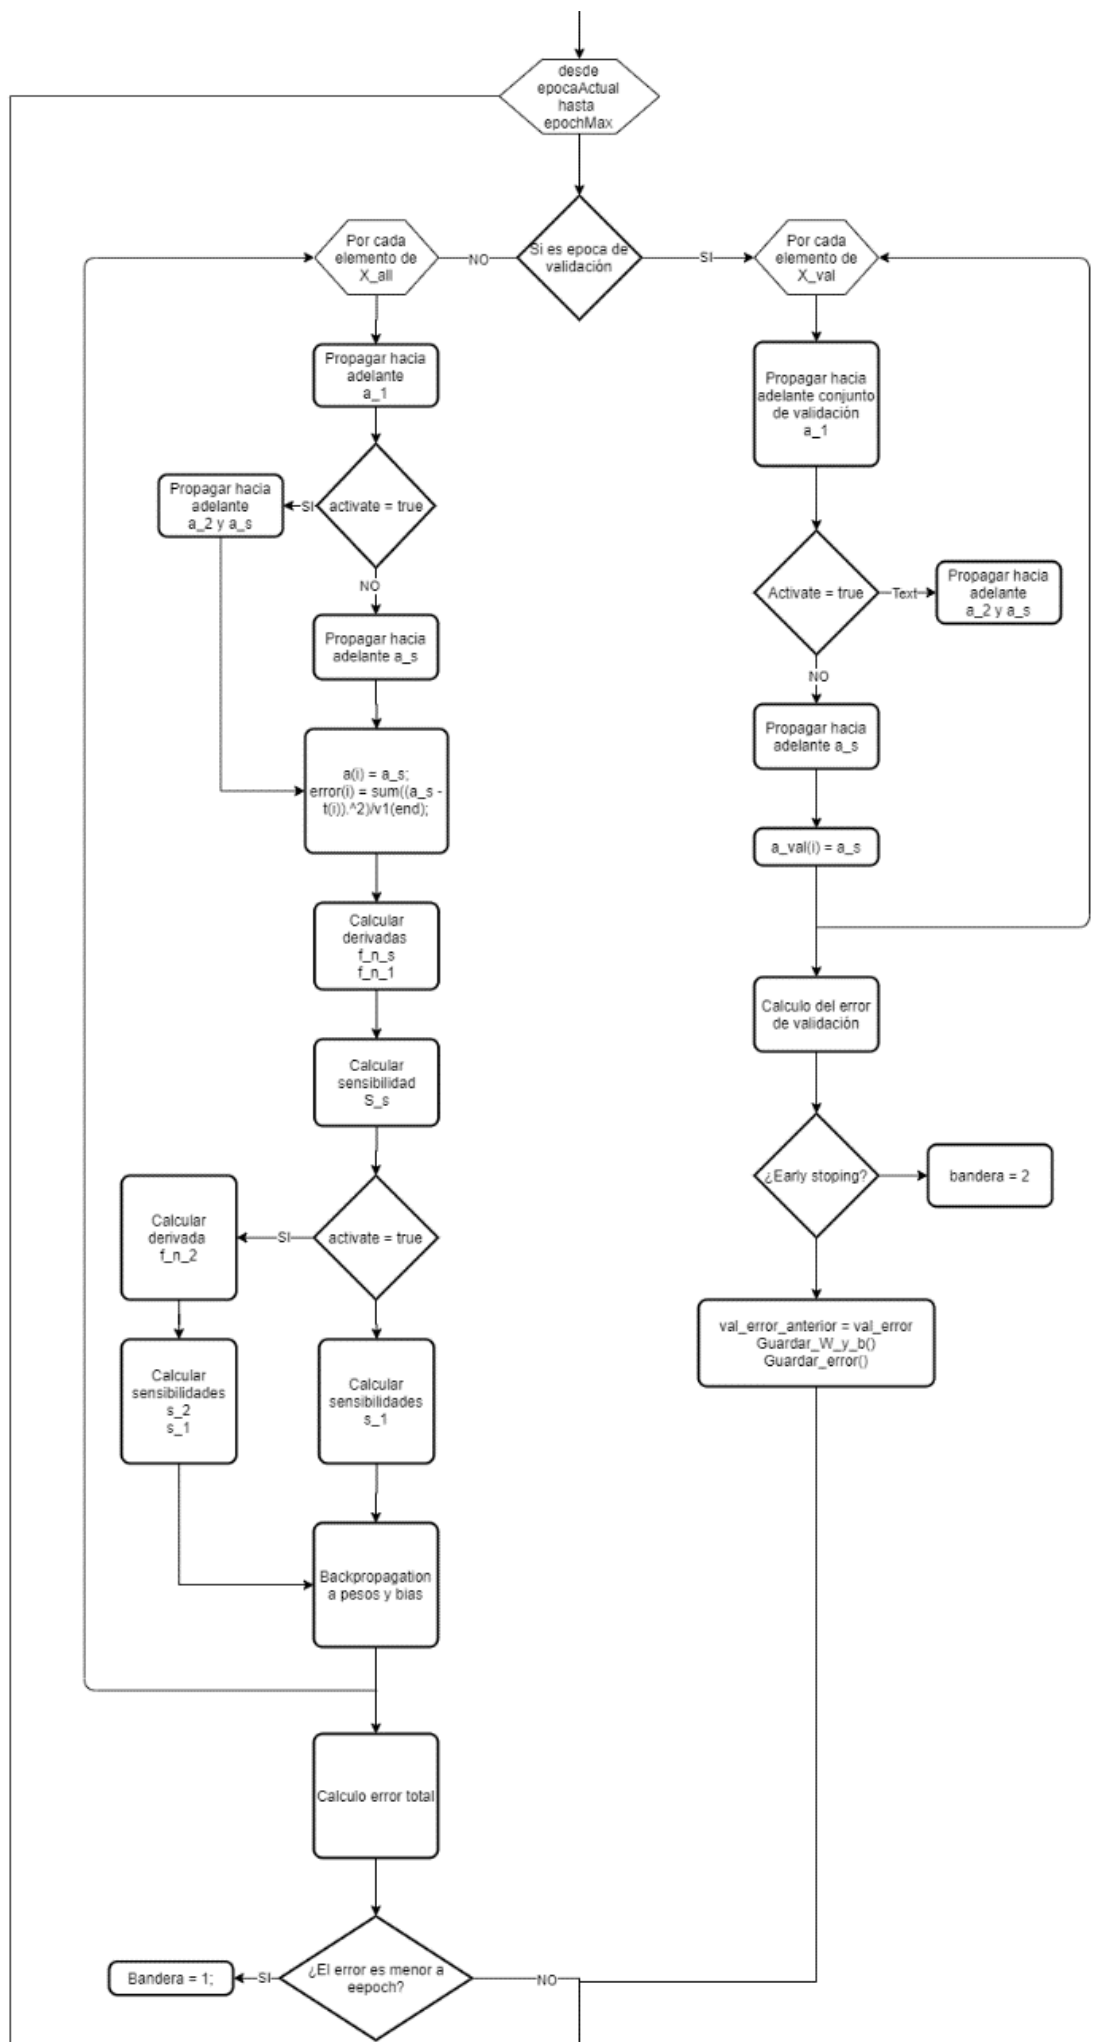 desde
epocaActual
hasta
epochMax
Si es epoca de
validación
NO
SI
Por cada
elemento de
X_all
Propagar hacia
adelante
a_1
activate = true
SI
Propagar hacia
adelante
a_2 y a_s
NO
Propagar hacia
adelante a_s
a(i) = a_s;
error(i) = sum((a_s -
t(i)).^2)/v1(end);
Calcular
derivadas
f_n_s
f_n_1
Calcular
sensibilidad
S_s
activate = true
SI
Calcular
derivada
f_n_2
Calcular
sensibilidades
s_2
s_1
Calcular
sensibilidades
s_1
Backpropagation
a pesos y bias
Calculo error total
¿El error es menor a
eepoch?
SI
Bandera = 1;
NO
Por cada
elemento de
X_val
Propagar hacia
adelante conjunto
de validación
a_1
Activate = true
Text
Propagar hacia
adelante
a_2 y a_s
NO
Propagar hacia
adelante a_s
a_val(i) = a_s
Calculo del error
de validación
¿Early stoping?
bandera = 2
val_error_anterior = val_error
Guardar_W_y_b()
Guardar_error()